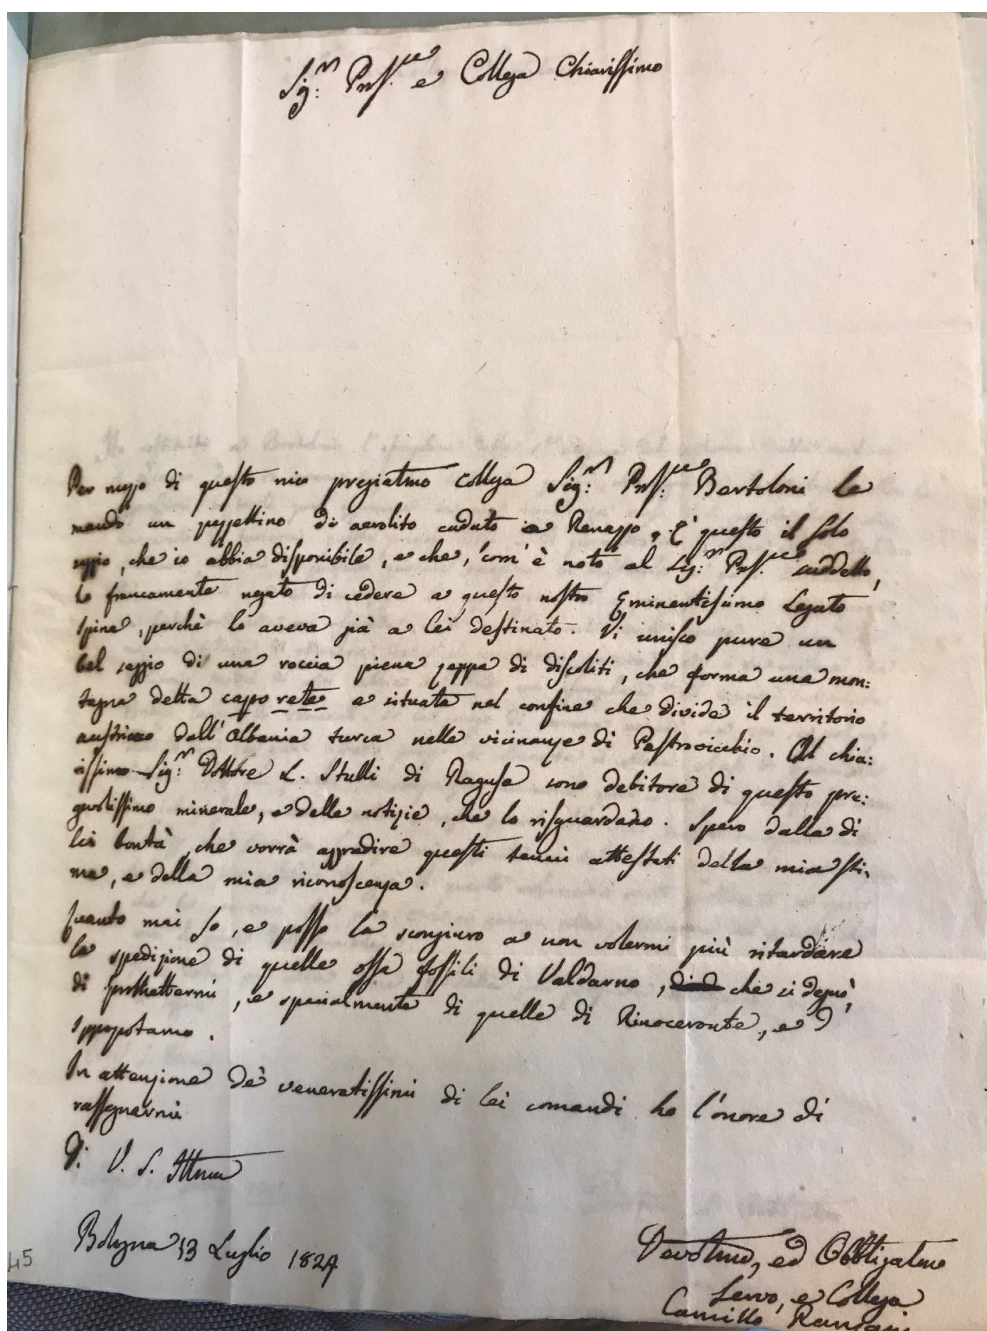 Sig:r Prof.re e Collega Chiarissimo
Per mezzo di questo mio pregiatmo Collega Sig:r Prof:re Bertoloni le
mando un pezzettino di aerolito caduto a Renazzo. È questo il solo
saggio, che io abbia disponibile, e che, com'è noto al Sig:r Prof.re suddetto,
ho francamente negato di cedere a questo nostro Eminentissimo Legato
Spina, perchè lo aveva già a lei destinato. Vi unisco pure un
bel saggio di una roccia piena zeppa di discoliti, che forma una mon:
tagna detta capo rete e situata nel confine che divide il territorio
austriaco dall'Albania turca nelle vicinanze di Pastrovicchio. Al chia:
rissimo Sig:r Dottore L. Stulli di Ragusa sono debitore di questo pre:
gevolissimo minerale, e delle notizie, che lo risguardano. Spero dalla di
lei bontà, che vorrà aggradire questi tenui attestati della mia sti:
ma, e della mia riconoscenza.
Quanto mai so, e posso la scongiuro a non volermi più ritardare
la spedizione di quelle ossa fossili di Valdarno, che si degnò
di promettermi, e specialmente di quelle di Rinoceronte, e d'
Ippopotamo.
In attenzione de' veneratissimi di lei comandi ho l'onore di
rassegnarmi
Di V. S. Illma
Bologna 13 Luglio 1824
Devotmo, ed Obbligatmo
Servo, e Collega
Camillo Ranzani
45